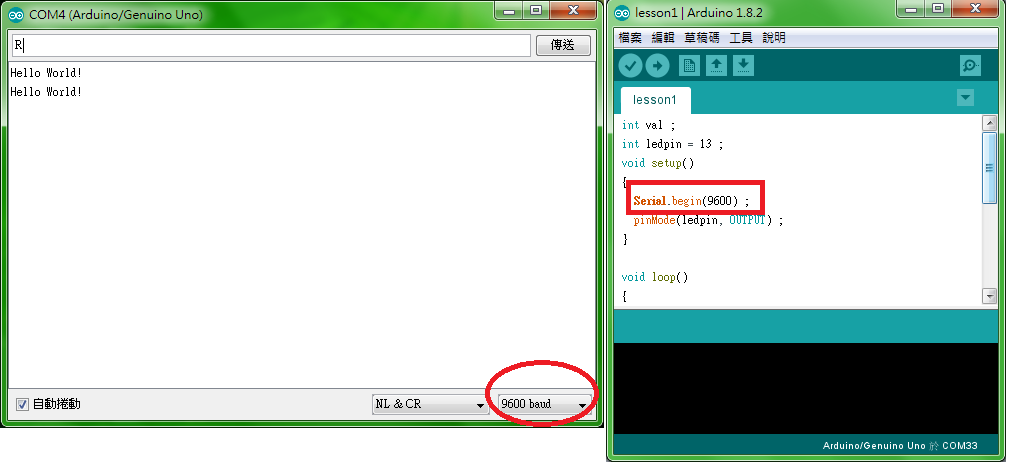 COM4 (Arduino/Genuino Uno)
R
傳送
Hello World!
Hello World!
自動捲動
NL & CR
9600 baud
lesson1 | Arduino 1.8.2
檔案 編輯 草稿碼 工具 說明
lesson1
int val ;
int ledpin = 13 ;
void setup()
{
Serial.begin(9600) ;
pinMode(ledpin, OUTPUT) ;
}
void loop()
{
Arduino/Genuino Uno 於 COM33